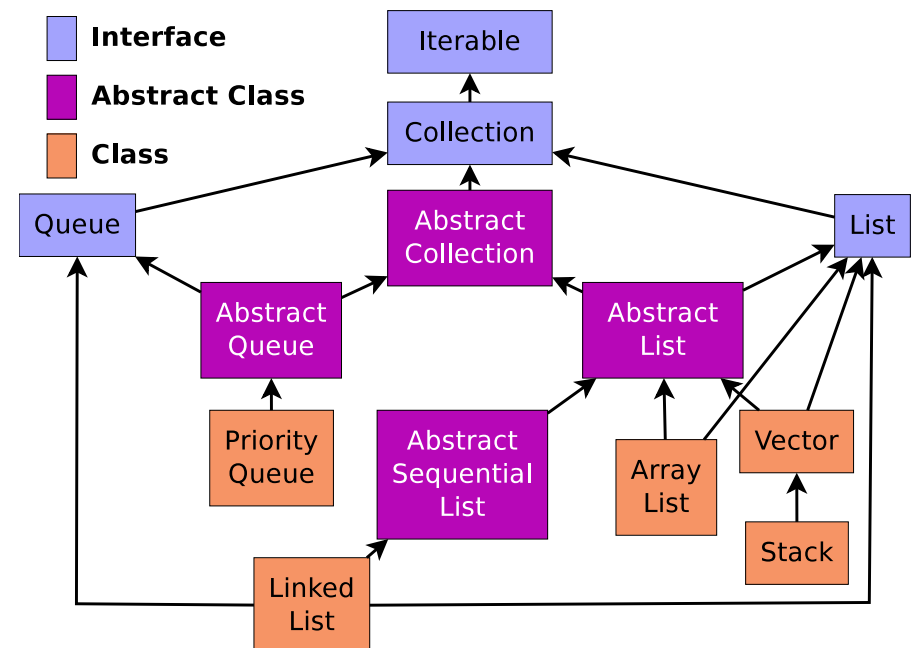 Interface
Abstract Class
Class
Iterable
Collection
Queue
Abstract
Collection
List
Abstract
Queue
Abstract
List
Priority
Queue
Abstract
Sequential
List
Array
List
Vector
Stack
Linked
List